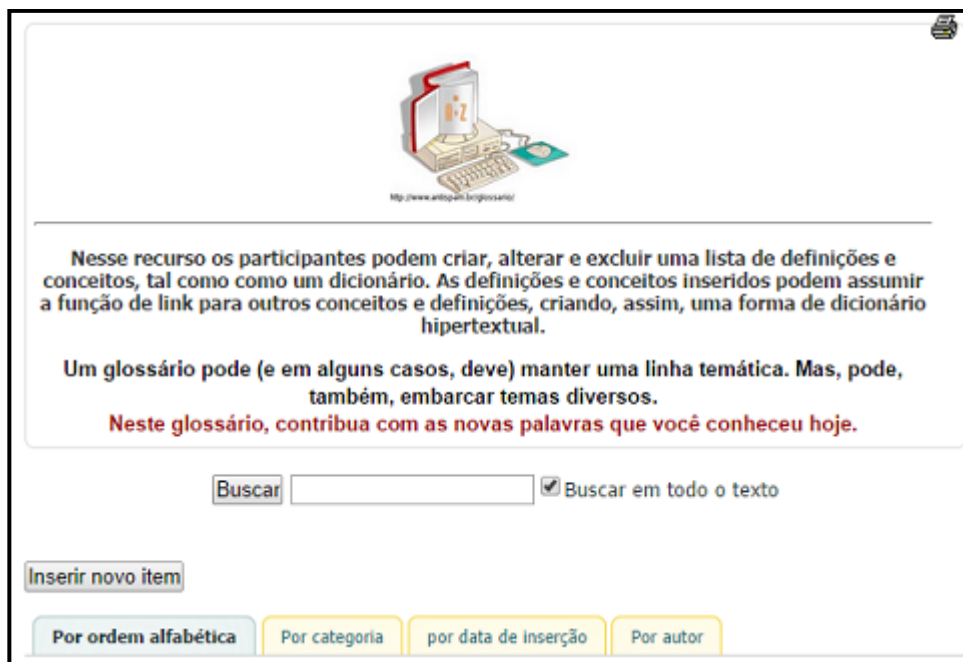 A-Z
http://www.antispam.br/glossario/
Nesse recurso os participantes podem criar, alterar e excluir uma lista de definições e
conceitos, tal como como um dicionário. As definições e conceitos inseridos podem assumir
a função de link para outros conceitos e definições, criando, assim, uma forma de dicionário
hipertextual.
Um glossário pode (e em alguns casos, deve) manter uma linha temática. Mas, pode,
também, embarcar temas diversos.
Neste glossário, contribua com as novas palavras que você conheceu hoje.
Buscar Buscar em todo o texto
Inserir novo item
Por ordem alfabética Por categoria por data de inserção Por autor